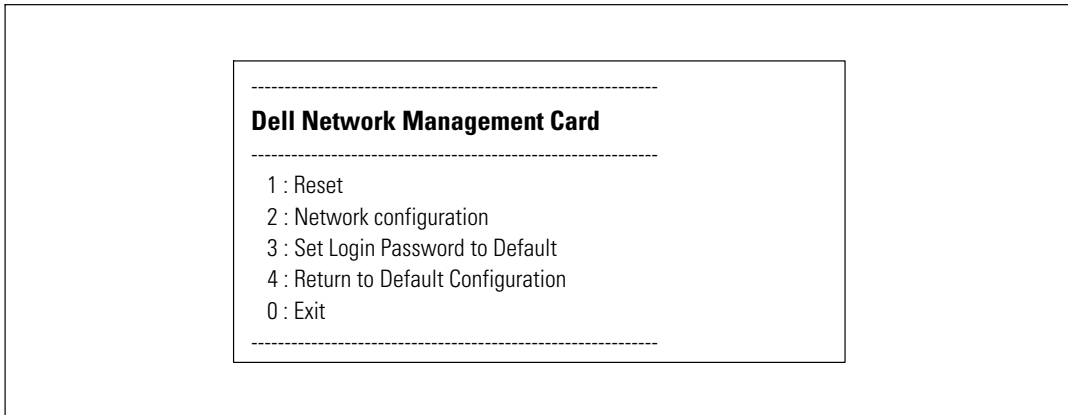 -------------------------------------------------------------
Dell Network Management Card
-------------------------------------------------------------
1 : Reset
2 : Network configuration
3 : Set Login Password to Default
4 : Return to Default Configuration
0 : Exit
-------------------------------------------------------------